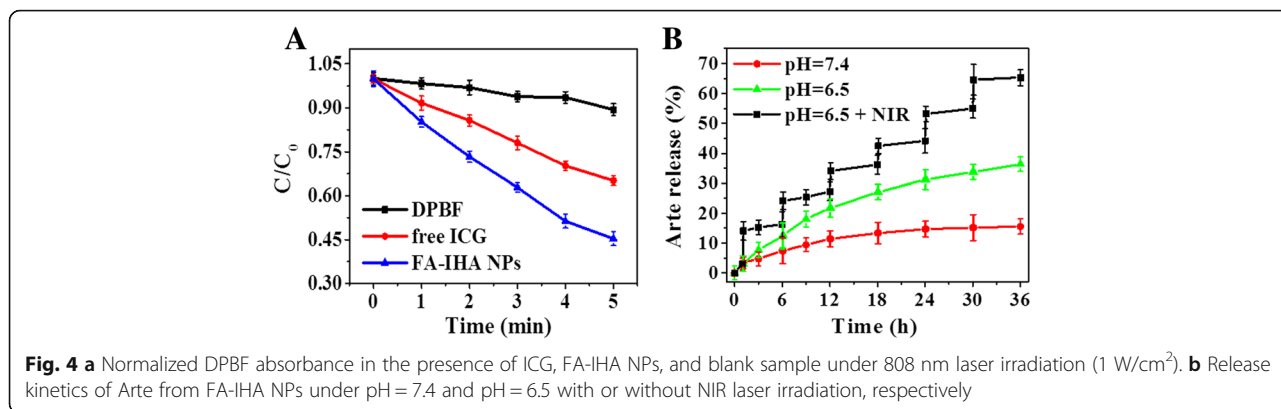 A
C/C₀
1.05
0.90
0.75
0.60
0.45
0.30
DPBF
free ICG
FA-IHA NPs
0 1 2 3 4 5
Time (min)
B
Arte release (%)
70
60
50
40
30
20
10
0
pH=7.4
pH=6.5
pH=6.5 + NIR
0 6 12 18 24 30 36
Time (h)
Fig. 4 a Normalized DPBF absorbance in the presence of ICG, FA-IHA NPs, and blank sample under 808 nm laser irradiation (1 W/cm²). b Release
kinetics of Arte from FA-IHA NPs under pH = 7.4 and pH = 6.5 with or without NIR laser irradiation, respectively